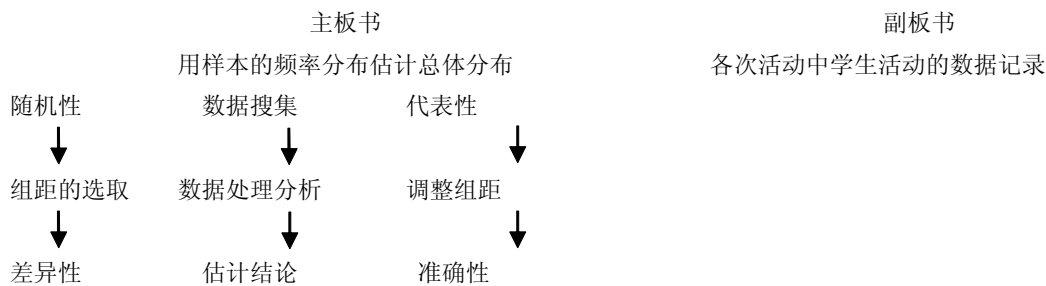 主板书 副板书
用样本的频率分布估计总体分布 各次活动中学生活动的数据记录
随机性 数据搜集 代表性
组距的选取 数据处理分析 调整组距
差异性 估计结论 准确性